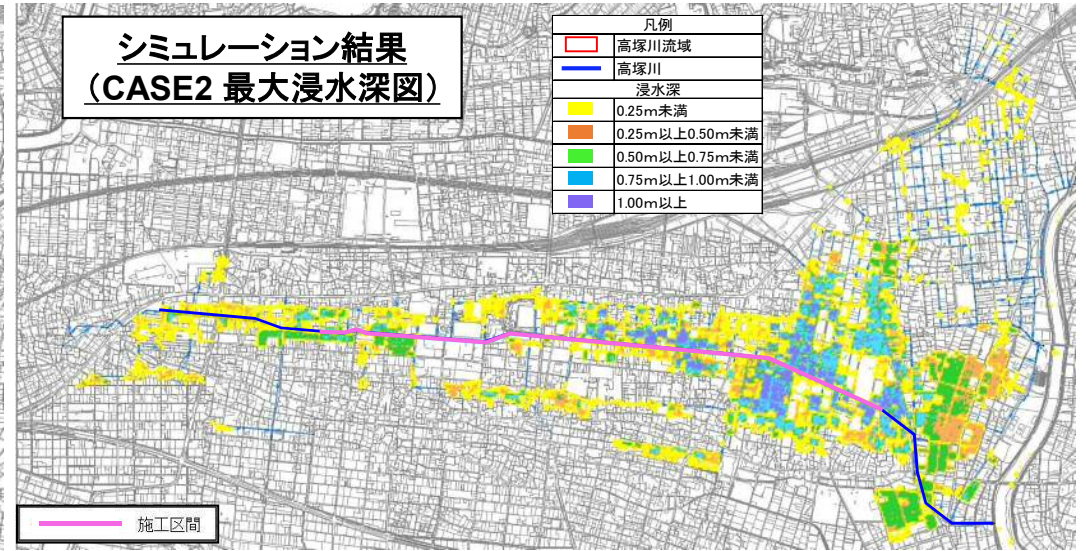 シミュレーション結果
（CASE2 最大浸水深図）
凡例
高塚川流域
高塚川
浸水深
0.25m未満
0.25m以上0.50m未満
0.50m以上0.75m未満
0.75m以上1.00m未満
1.00m以上
施工区間